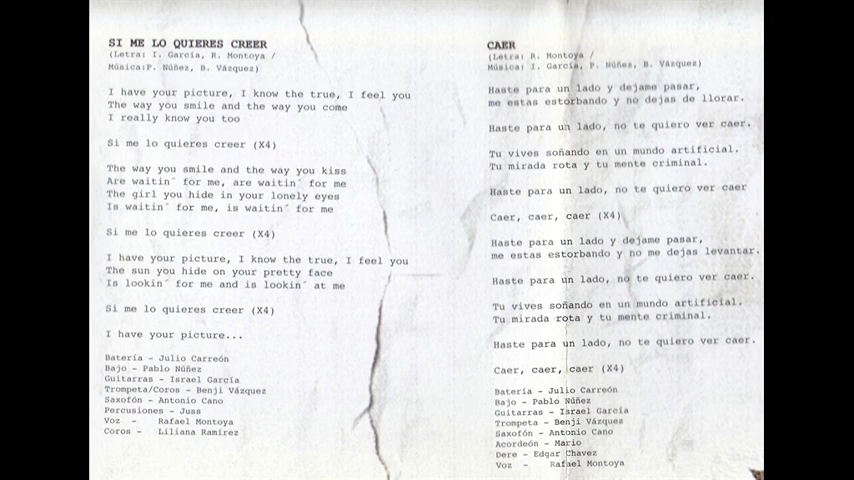 SI ME LO QUIERES CREER
(Letra: I. García, R. Montoya /
Música:P. Núñez, B. Vázquez)
I have your picture, I know the true, I feel you
The way you smile and the way you come
I really know you too
Si me lo quieres creer (X4)
The way you smile and the way you kiss
Are waitin´ for me, are waitin´ for me
The girl you hide in your lonely eyes
Is waitin´ for me, is waitin´ for me
Si me lo quieres creer (X4)
I have your picture, I know the true, I feel you
The sun you hide on your pretty face
Is lookin´ for me and is lookin´ at me
Si me lo quieres creer (X4)
I have your picture...
Batería - Julio Carreón
Bajo - Pablo Núñez
Guitarras - Israel García
Trompeta/Coros - Benji Vázquez
Saxofón - Antonio Cano
Percusiones - Juss
Voz - Rafael Montoya
Coros - Liliana Ramírez
CAER
(Letra: R. Montoya /
Música: I. García, P. Núñez, B. Vázquez)
Haste para un lado y dejame pasar,
me estas estorbando y no dejas de llorar.
Haste para un lado, no te quiero ver caer.
Tu vives soñando en un mundo artificial.
Tu mirada rota y tu mente criminal.
Haste para un lado, no te quiero ver caer
Caer, caer, caer (X4)
Haste para un lado y dejame pasar,
me estas estorbando y no me dejas levantar.
Haste para un lado, no te quiero ver caer.
Tu vives soñando en un mundo artificial.
Tu mirada rota y tu mente criminal.
Haste para un lado, no te quiero ver caer.
Caer, caer, caer (X4)
Batería - Julio Carreón
Bajo - Pablo Núñez
Guitarras - Israel García
Trompeta - Benji Vázquez
Saxofón - Antonio Cano
Acordeón - Mario
Dere - Edgar Chavez
Voz - Rafael Montoya